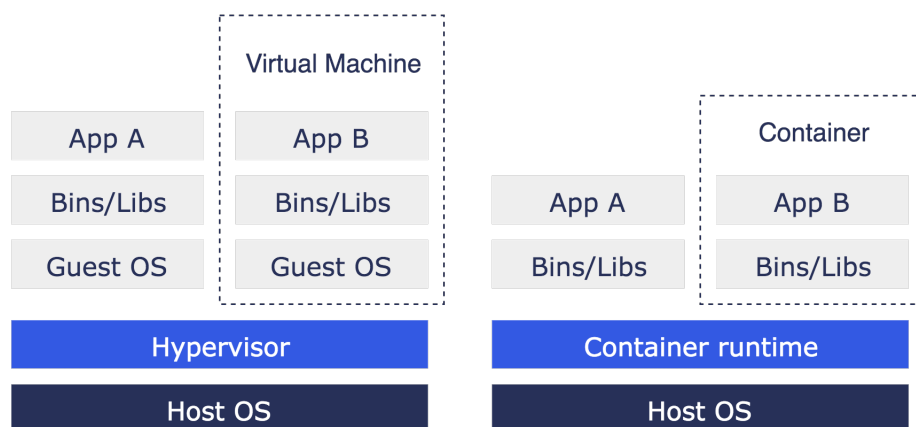 Virtual Machine
App A
App B
Bins/Libs
Bins/Libs
Guest OS
Guest OS
Hypervisor
Host OS
Container
App A
App B
Bins/Libs
Bins/Libs
Container runtime
Host OS